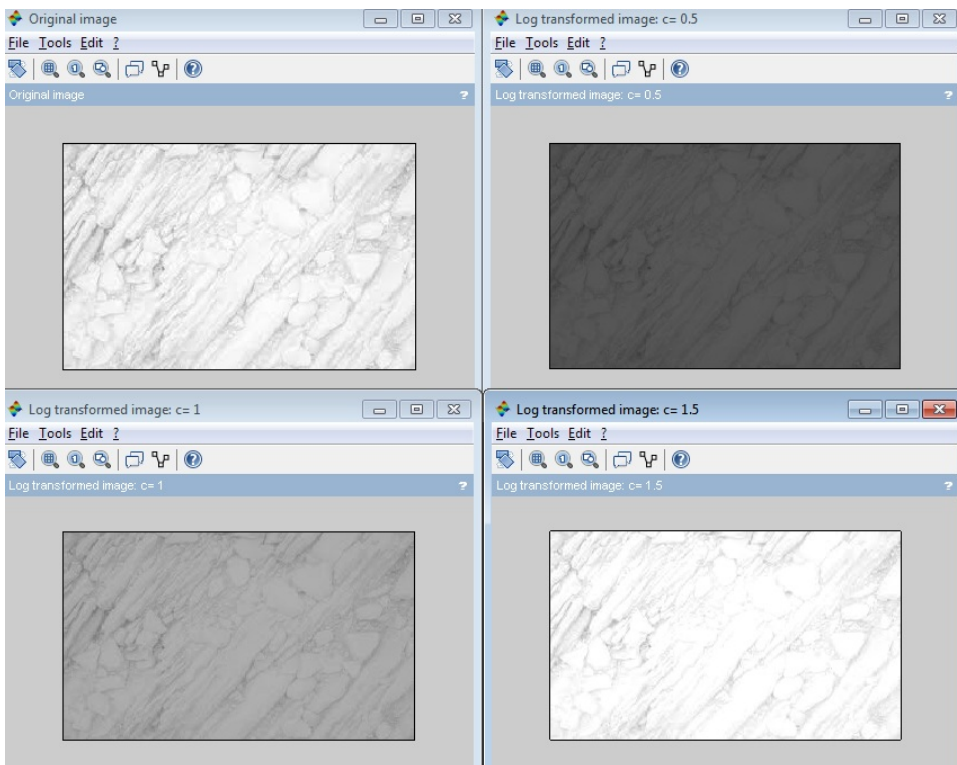 Original image
File Tools Edit ?
Original image ?
Log transformed image: c= 0.5
File Tools Edit ?
Log transformed image: c= 0.5 ?
Log transformed image: c= 1
File Tools Edit ?
Log transformed image: c= 1 ?
Log transformed image: c= 1.5
File Tools Edit ?
Log transformed image: c= 1.5 ?